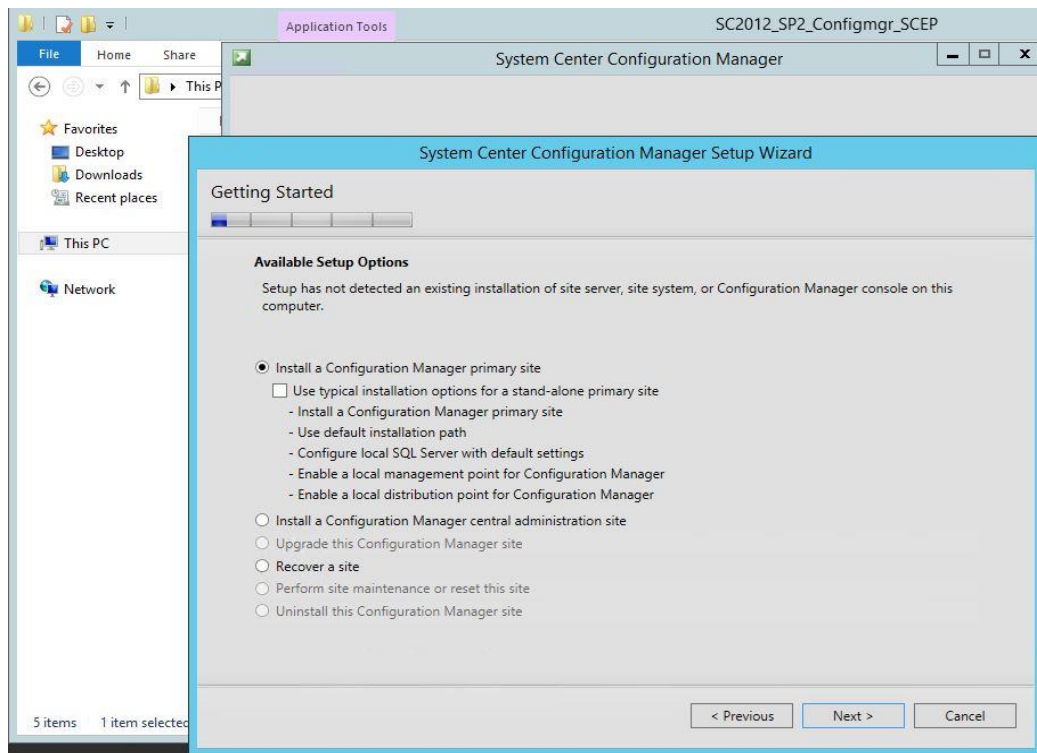 Application Tools
SC2012_SP2_Configmgr_SCEP
File
Home
Share
This P
Favorites
Desktop
Downloads
Recent places
This PC
Network
5 items
1 item selected
System Center Configuration Manager
System Center Configuration Manager Setup Wizard
Getting Started
Available Setup Options
Setup has not detected an existing installation of site server, site system, or Configuration Manager console on this
computer.
Install a Configuration Manager primary site
Use typical installation options for a stand-alone primary site
- Install a Configuration Manager primary site
- Use default installation path
- Configure local SQL Server with default settings
- Enable a local management point for Configuration Manager
- Enable a local distribution point for Configuration Manager
Install a Configuration Manager central administration site
Upgrade this Configuration Manager site
Recover a site
Perform site maintenance or reset this site
Uninstall this Configuration Manager site
< Previous
Next >
Cancel